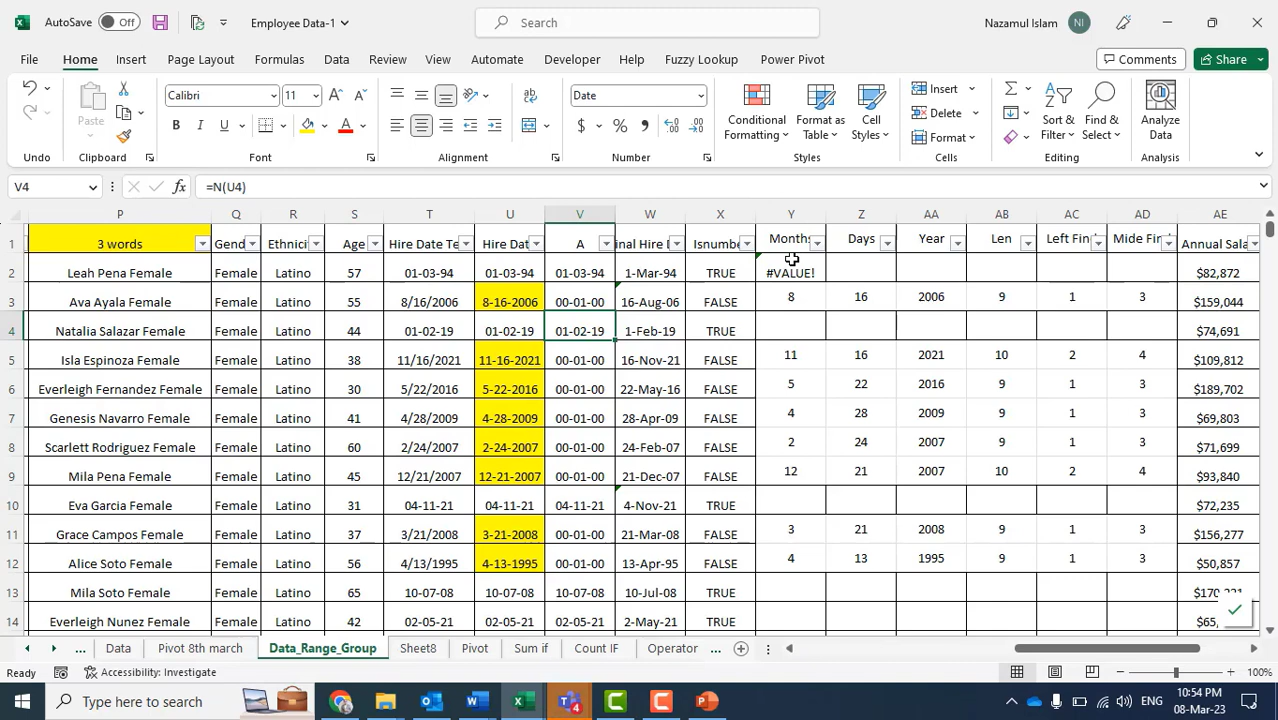 AutoSave Off Employee Data-1 Search Nazamul Islam NI
File Home Insert Page Layout Formulas Data Review View Automate Developer Help Fuzzy Lookup Power Pivot Comments Share
Calibri 11 Date Insert Σ
Paste B I U A $ % , Conditional Formatting Format as Table Cell Styles Delete Format Sort & Filter Find & Select Analyze Data
Undo Clipboard Font Alignment Number Styles Cells Editing Analysis
V4 fx =N(U4)
P Q R S T U V W X Y Z AA AB AC AD AE
1 3 words Gend Ethnici Age Hire Date Te Hire Dat A inal Hire D Isnumbe Months Days Year Len Left Find Mide Fin Annual Sala
2 Leah Pena Female Female Latino 57 01-03-94 01-03-94 01-03-94 1-Mar-94 TRUE #VALUE! $82,872
3 Ava Ayala Female Female Latino 55 8/16/2006 8-16-2006 00-01-00 16-Aug-06 FALSE 8 16 2006 9 1 3 $159,044
4 Natalia Salazar Female Female Latino 44 01-02-19 01-02-19 01-02-19 1-Feb-19 TRUE $74,691
5 Isla Espinoza Female Female Latino 38 11/16/2021 11-16-2021 00-01-00 16-Nov-21 FALSE 11 16 2021 10 2 4 $109,812
6 Everleigh Fernandez Female Female Latino 30 5/22/2016 5-22-2016 00-01-00 22-May-16 FALSE 5 22 2016 9 1 3 $189,702
7 Genesis Navarro Female Female Latino 41 4/28/2009 4-28-2009 00-01-00 28-Apr-09 FALSE 4 28 2009 9 1 3 $69,803
8 Scarlett Rodriguez Female Female Latino 60 2/24/2007 2-24-2007 00-01-00 24-Feb-07 FALSE 2 24 2007 9 1 3 $71,699
9 Mila Pena Female Female Latino 45 12/21/2007 12-21-2007 00-01-00 21-Dec-07 FALSE 12 21 2007 10 2 4 $93,840
10 Eva Garcia Female Female Latino 31 04-11-21 04-11-21 04-11-21 4-Nov-21 TRUE $72,235
11 Grace Campos Female Female Latino 37 3/21/2008 3-21-2008 00-01-00 21-Mar-08 FALSE 3 21 2008 9 1 3 $156,277
12 Alice Soto Female Female Latino 56 4/13/1995 4-13-1995 00-01-00 13-Apr-95 FALSE 4 13 1995 9 1 3 $50,857
13 Mila Soto Female Female Latino 65 10-07-08 10-07-08 10-07-08 10-Jul-08 TRUE
14 Everleigh Nunez Female Female Latino 42 02-05-21 02-05-21 02-05-21 2-May-21 TRUE $65,
... Data Pivot 8th march Data_Range_Group Sheet8 Pivot Sum if Count IF Operator ...
Ready Accessibility: Investigate 100%
Type here to search 4 ENG 10:54 PM
08-Mar-23